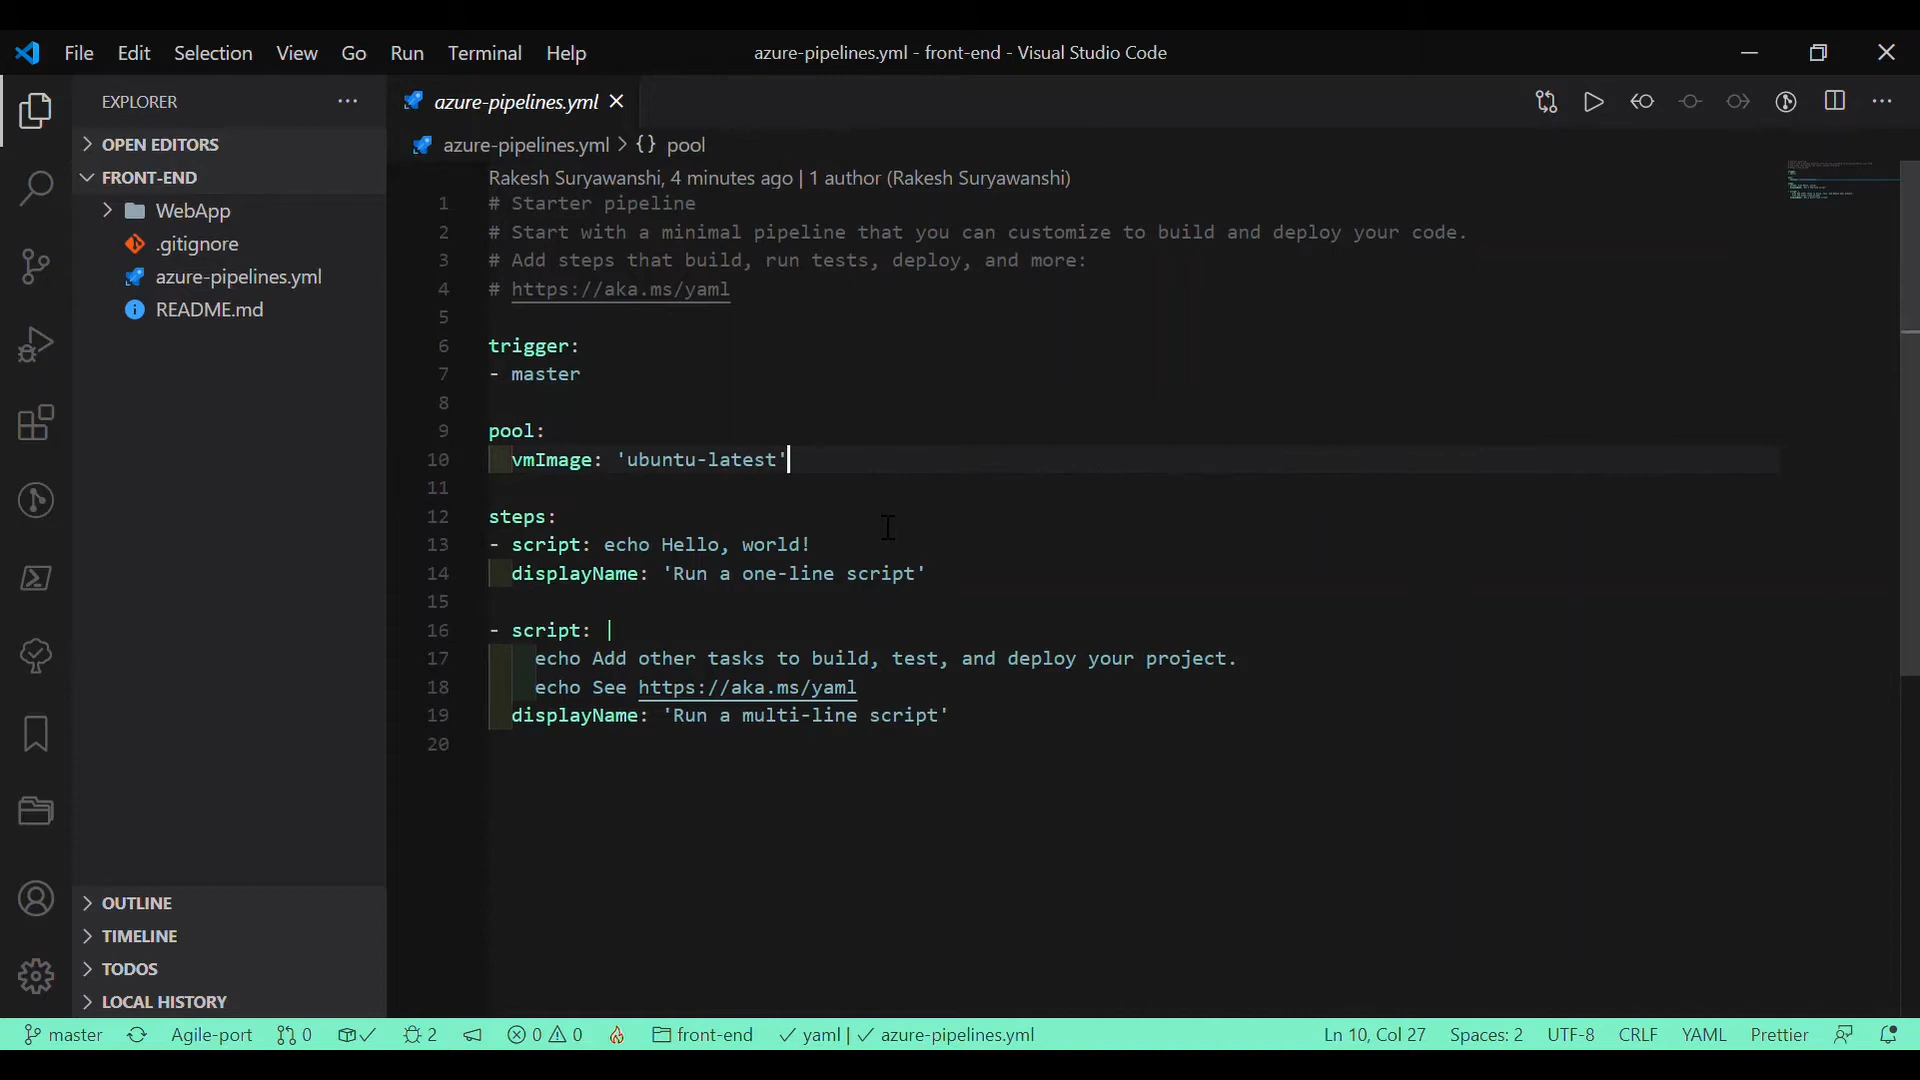 File Edit Selection View Go Run Terminal Help
azure-pipelines.yml - front-end - Visual Studio Code
EXPLORER
OPEN EDITORS
FRONT-END
WebApp
.gitignore
azure-pipelines.yml
README.md
OUTLINE
TIMELINE
TODOS
LOCAL HISTORY
azure-pipelines.yml
azure-pipelines.yml > {} pool
Rakesh Suryawanshi, 4 minutes ago | 1 author (Rakesh Suryawanshi)
1 # Starter pipeline
2 # Start with a minimal pipeline that you can customize to build and deploy your code.
3 # Add steps that build, run tests, deploy, and more:
4 # https://aka.ms/yaml
5
6 trigger:
7 - master
8
9 pool:
10 vmImage: 'ubuntu-latest'
11
12 steps:
13 - script: echo Hello, world!
14 displayName: 'Run a one-line script'
15
16 - script: |
17 echo Add other tasks to build, test, and deploy your project.
18 echo See https://aka.ms/yaml
19 displayName: 'Run a multi-line script'
20
master Agile-port 0 2 0 0 front-end yaml | azure-pipelines.yml Ln 10, Col 27 Spaces: 2 UTF-8 CRLF YAML Prettier